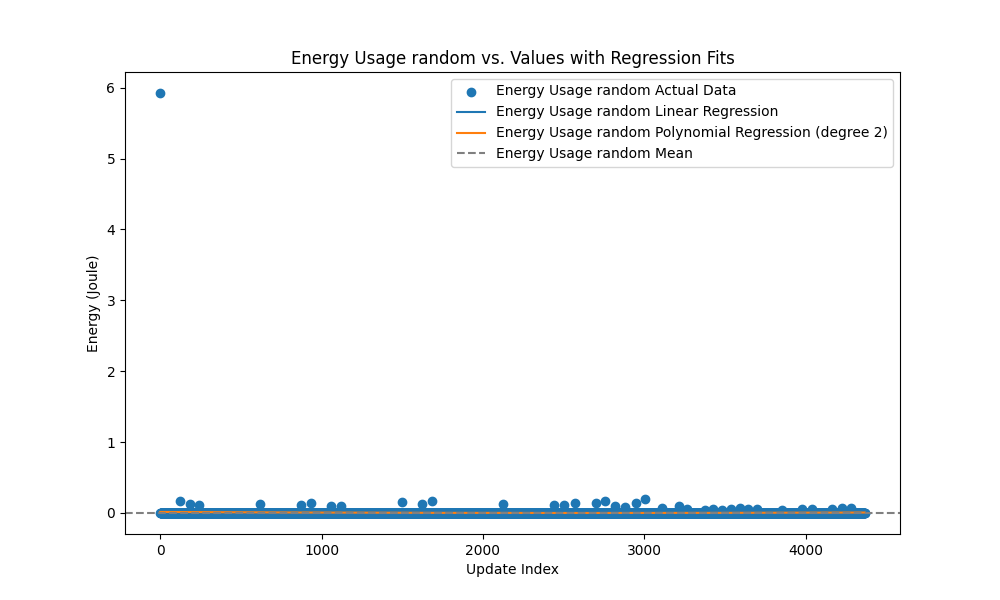 Energy Usage random vs. Values with Regression Fits
Energy Usage random Actual Data
Energy Usage random Linear Regression
Energy Usage random Polynomial Regression (degree 2)
Energy Usage random Mean
Energy (Joule)
6
5
4
3
2
1
0
0 1000 2000 3000 4000
Update Index